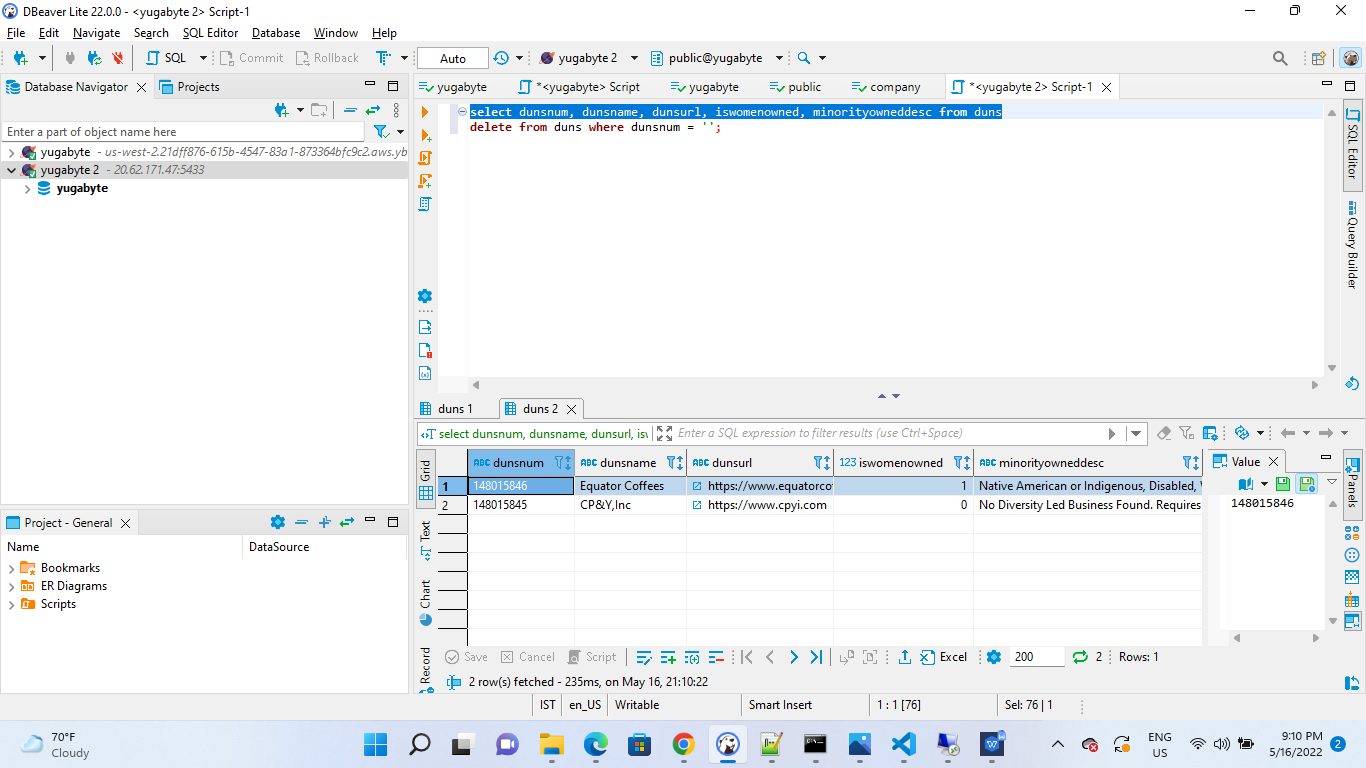 DBeaver Lite 22.0.0 - <yugabyte 2> Script-1
File Edit Navigate Search SQL Editor Database Window Help
SQL Commit Rollback Auto yugabyte 2 public@yugabyte
Database Navigator Projects
Enter a part of object name here
yugabyte - us-west-2.21dff876-615b-4547-83a1-873364bfc9c2.aws.yb
yugabyte 2 - 20.62.171.47:5433
yugabyte
yugabyte *<yugabyte> Script yugabyte public company *<yugabyte 2> Script-1
select dunsnum, dunsname, dunsurl, iswomenowned, minorityowneddesc from duns
delete from duns where dunsnum = '';
SQL Editor
Query Builder
duns 1 duns 2
select dunsnum, dunsname, dunsurl, isw Enter a SQL expression to filter results (use Ctrl+Space)
Grid
Text
Chart
Record
ABC dunsnum ABC dunsname ABC dunsurl 123 iswomenowned ABC minorityowneddesc
1 148015846 Equator Coffees https://www.equatorco 1 Native American or Indigenous, Disabled,
2 148015845 CP&Y,Inc https://www.cpyi.com 0 No Diversity Led Business Found. Requires
Value
148015846
Panels
Save Cancel Script Excel 200 2 Rows: 1
2 row(s) fetched - 235ms, on May 16, 21:10:22
Project - General
Name DataSource
Bookmarks
ER Diagrams
Scripts
IST en_US Writable Smart Insert 1 : 1 [76] Sel: 76 | 1
70°F
Cloudy
ENG
US
9:10 PM
5/16/2022
2